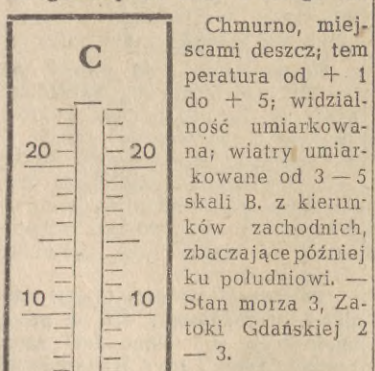 C
20 20
10 10
Chmurno, miej-
scami deszcz; tem
peratura od + 1
do + 5; widzial-
ność umiarkowa-
na; wiatry umiar-
kowane od 3 — 5
skali B. z kierun-
ków zachodnich,
zbaczające później
ku południowi. —
Stan morza 3, Za-
toki Gdańskiej 2
— 3.